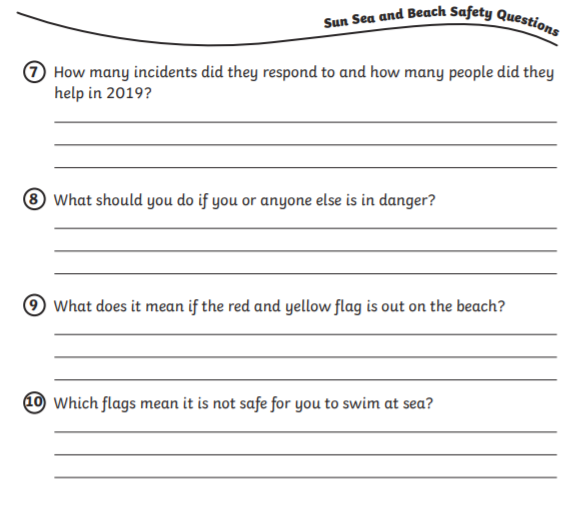 Sun Sea and Beach Safety Questions
7 How many incidents did they respond to and how many people did they
help in 2019?
8 What should you do if you or anyone else is in danger?
9 What does it mean if the red and yellow flag is out on the beach?
10 Which flags mean it is not safe for you to swim at sea?